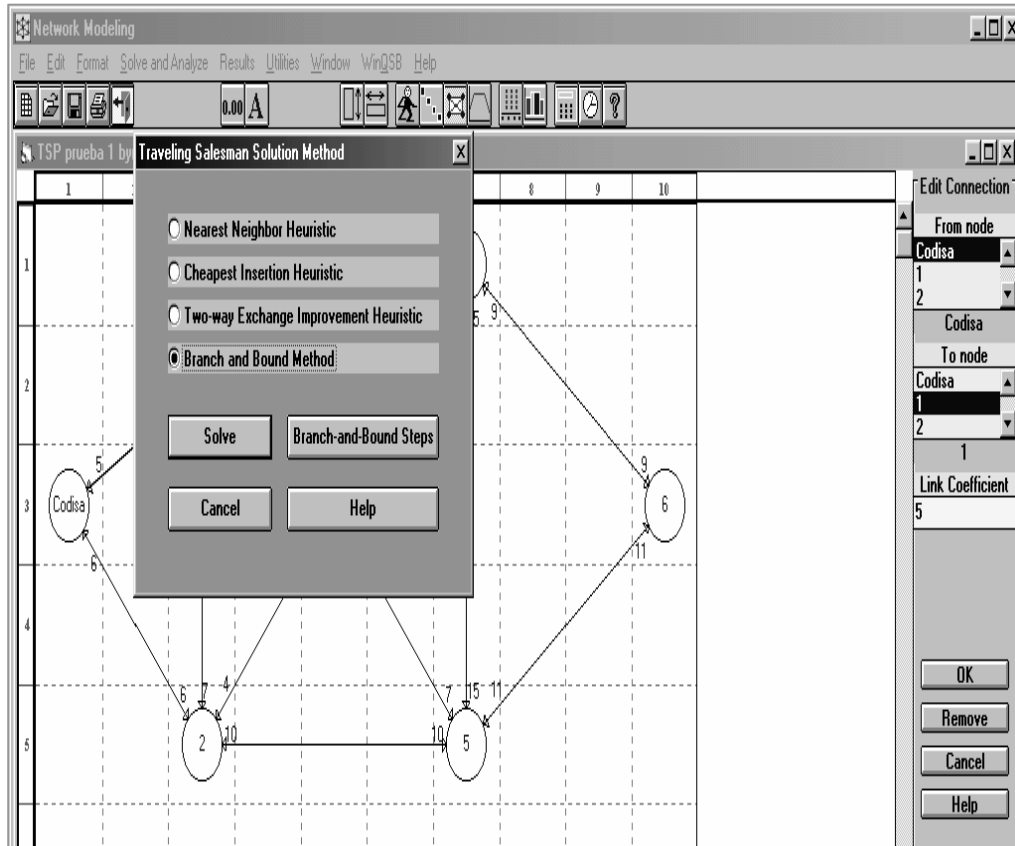 Network Modeling
File Edit Format Solve and Analyze Results Utilities Window WinQSB Help
0.00 A
TSP prueba 1 by
Traveling Salesman Solution Method
X
Nearest Neighbor Heuristic
Cheapest Insertion Heuristic
Two-way Exchange Improvement Heuristic
Branch and Bound Method
Solve
Branch-and-Bound Steps
Cancel
Help
1
8
9
10
1
2
3
4
5
5 9
5
Codisa
6
9
6
11
6 7 4
2
10
10
7 15 11
5
Edit Connection
From node
Codisa
1
2
Codisa
To node
Codisa
1
2
1
Link Coefficient
5
OK
Remove
Cancel
Help